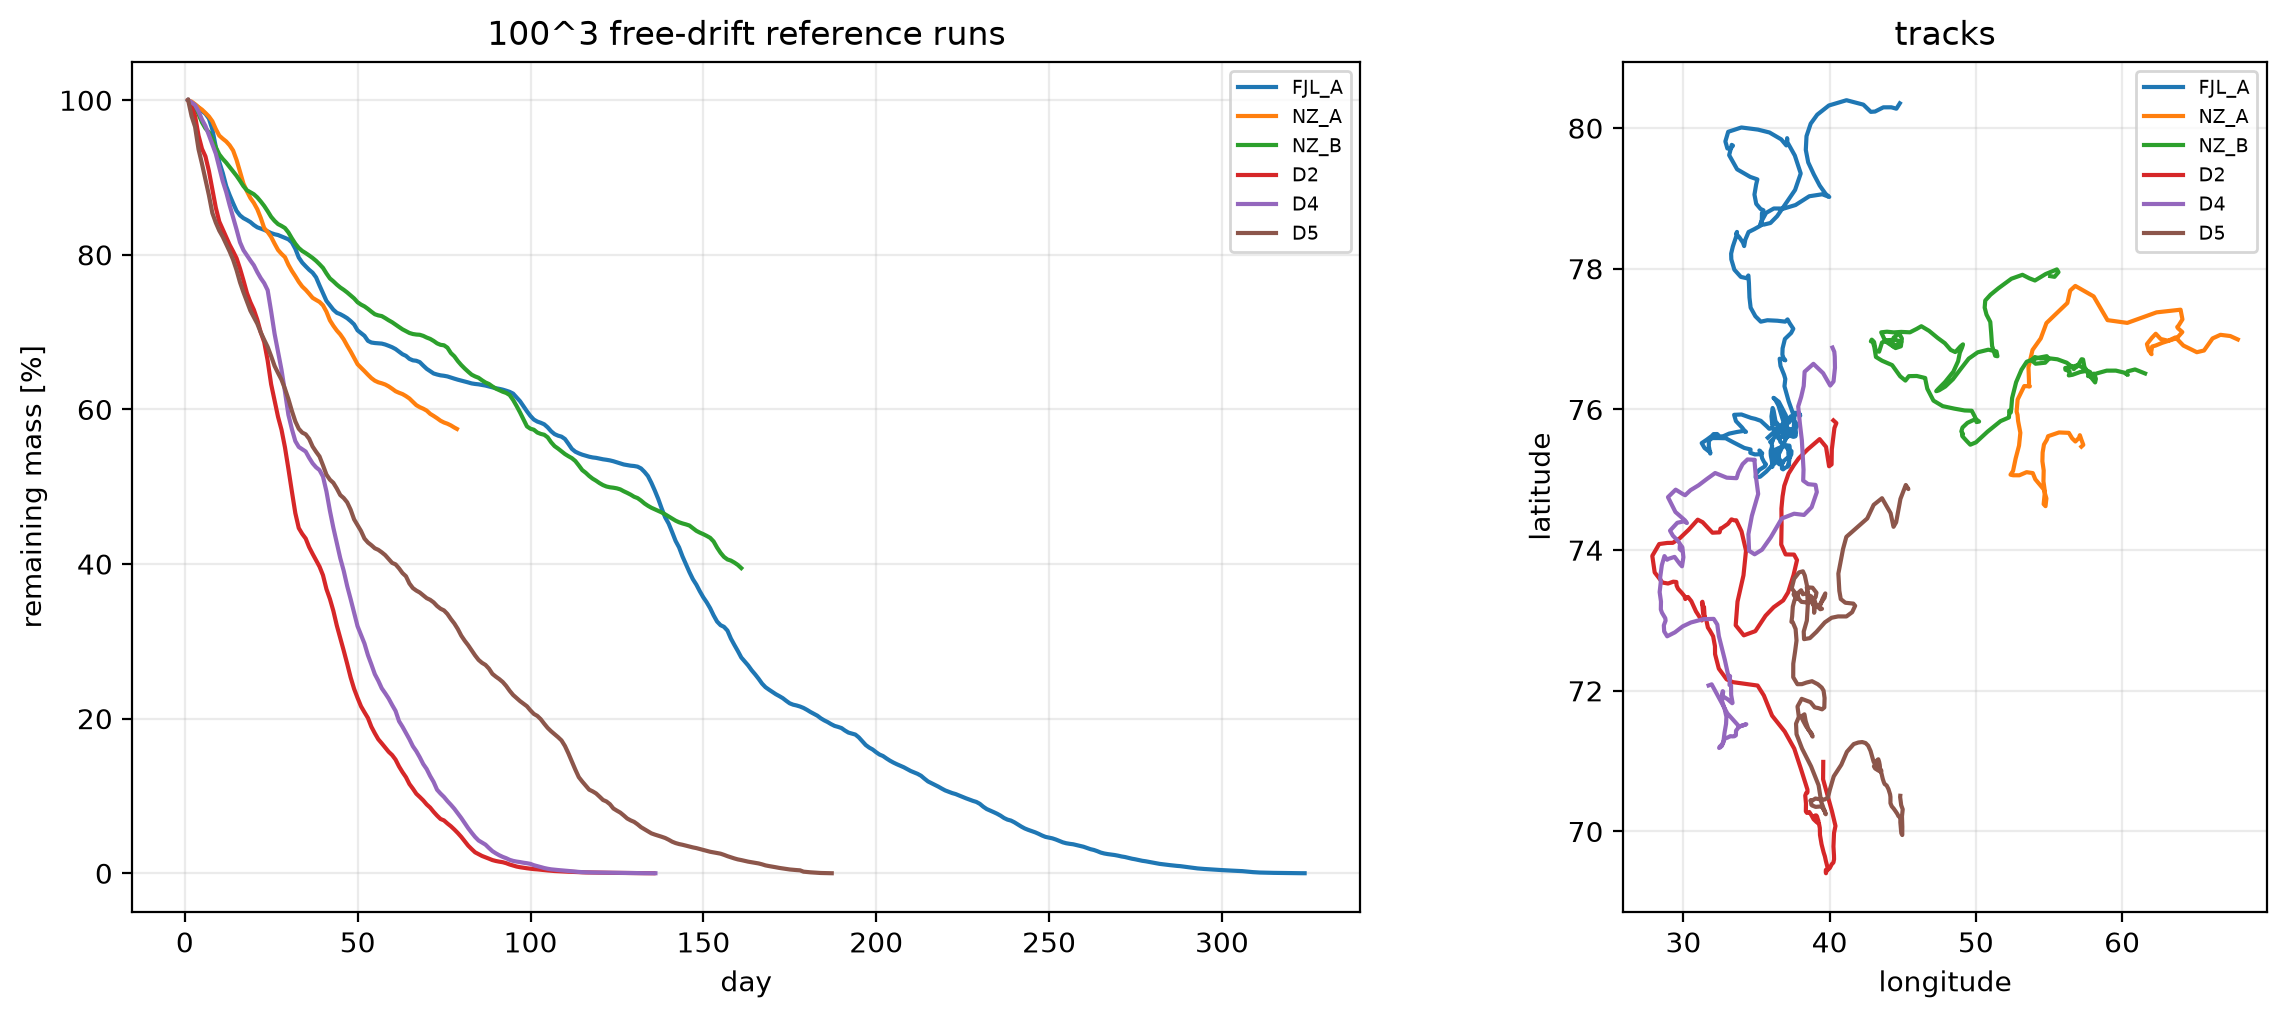 100^3 free-drift reference runs
remaining mass [%]
100
80
60
40
20
0
0 50 100 150 200 250 300
day
FJL_A
NZ_A
NZ_B
D2
D4
D5
tracks
latitude
80
78
76
74
72
70
30 40 50 60
longitude
FJL_A
NZ_A
NZ_B
D2
D4
D5